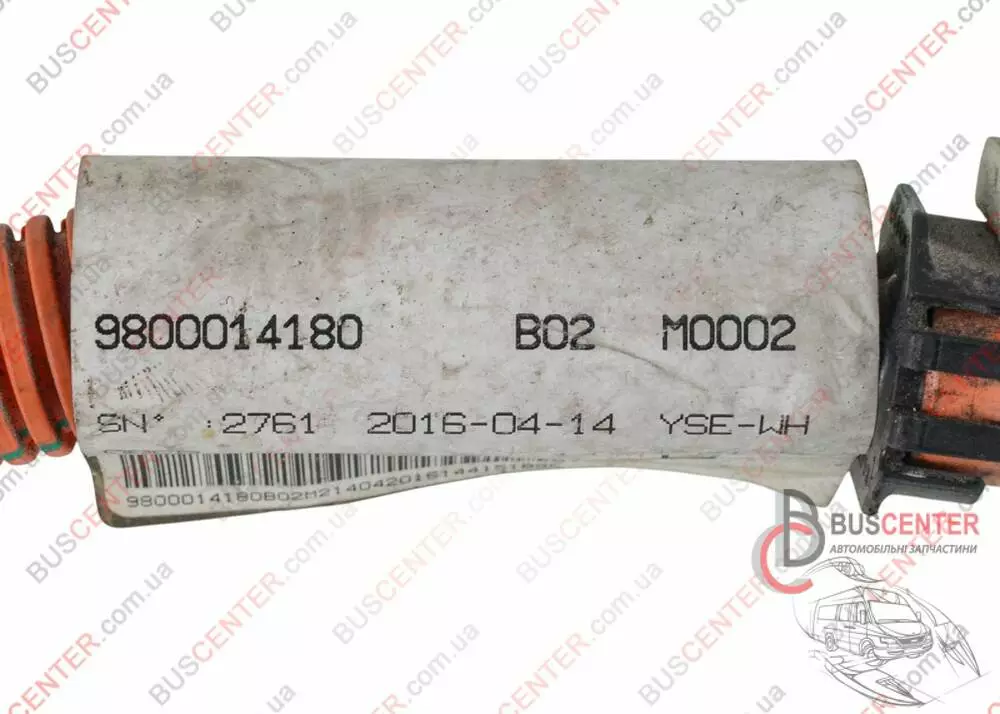 9800014180 B02 M0002
SN° :2761 2016-04-14 YSE-WH
BUSCENTER
АВТОМОБІЛЬНІ ЗАПЧАСТИНИ
BUSCENTER.com.ua